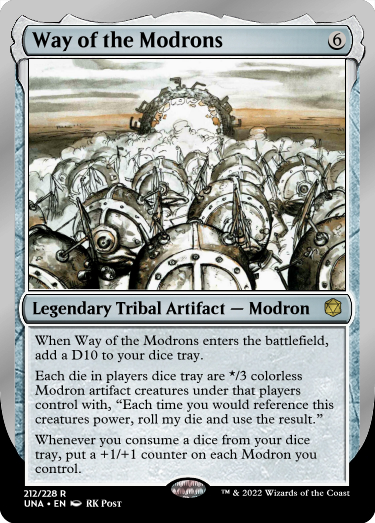 Way of the Modrons 6
Legendary Tribal Artifact — Modron
When Way of the Modrons enters the battlefield,
add a D10 to your dice tray.
Each die in players dice tray are */3 colorless
Modron artifact creatures under that players
control with, “Each time you would reference this
creatures power, roll my die and use the result.”
Whenever you consume a dice from your dice
tray, put a +1/+1 counter on each Modron you
control.
212/228 R
UNA • EN RK Post
™ & 2022 Wizards of the Coast